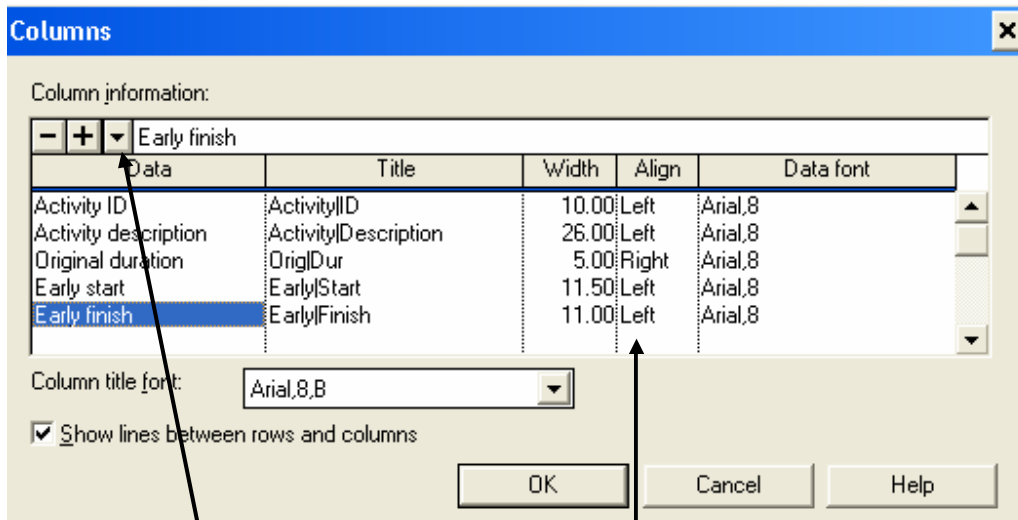 Columns
Column information:
Early finish
Data Title Width Align Data font
Activity ID Activity|ID 10.00 Left Arial,8
Activity description Activity|Description 26.00 Left Arial,8
Original duration Orig|Dur 5.00 Right Arial,8
Early start Early|Start 11.50 Left Arial,8
Early finish Early|Finish 11.00 Left Arial,8
Column title font: Arial,8,B
Show lines between rows and columns
OK Cancel Help